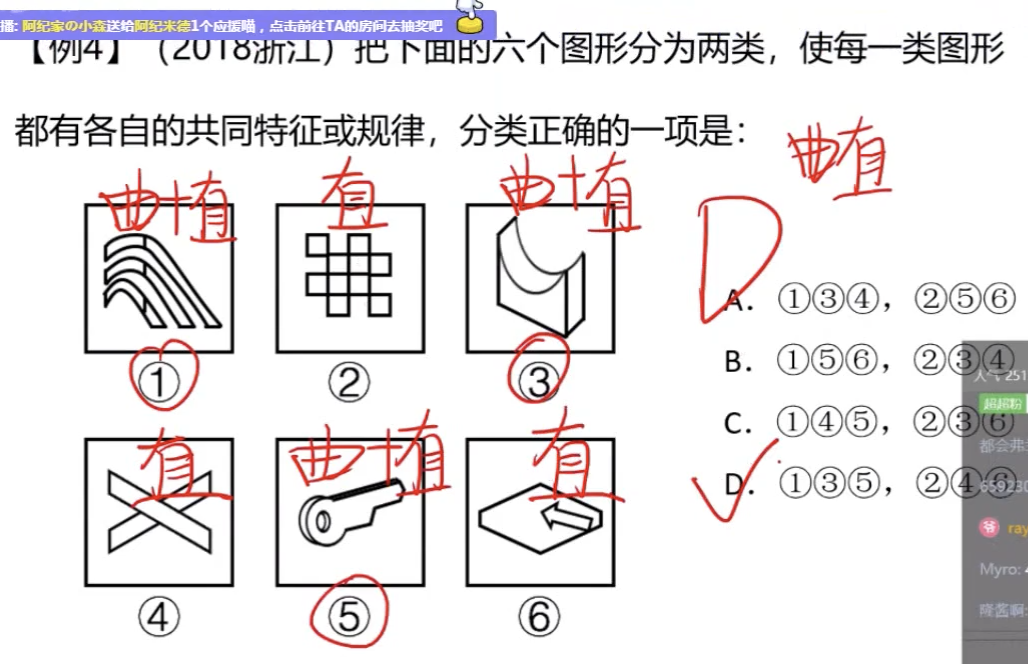 播: 阿纪家の小森送给阿纪米德1个应援喵，点击前往TA的房间去抽奖吧
【例4】（2018浙江）把下面的六个图形分为两类，使每一类图形
都有各自的共同特征或规律，分类正确的一项是：
曲直
曲+直
直
曲+直
D
①
②
③
直
曲+直
直
④
⑤
⑥
A. ①③④，②⑤⑥
B. ①⑤⑥，②③④
C. ①④⑤，②③⑥
D. ①③⑤，②④⑥
人气 251
超超粉
都会弗:
659230
爷 ray
Myro:
隆酱啊: